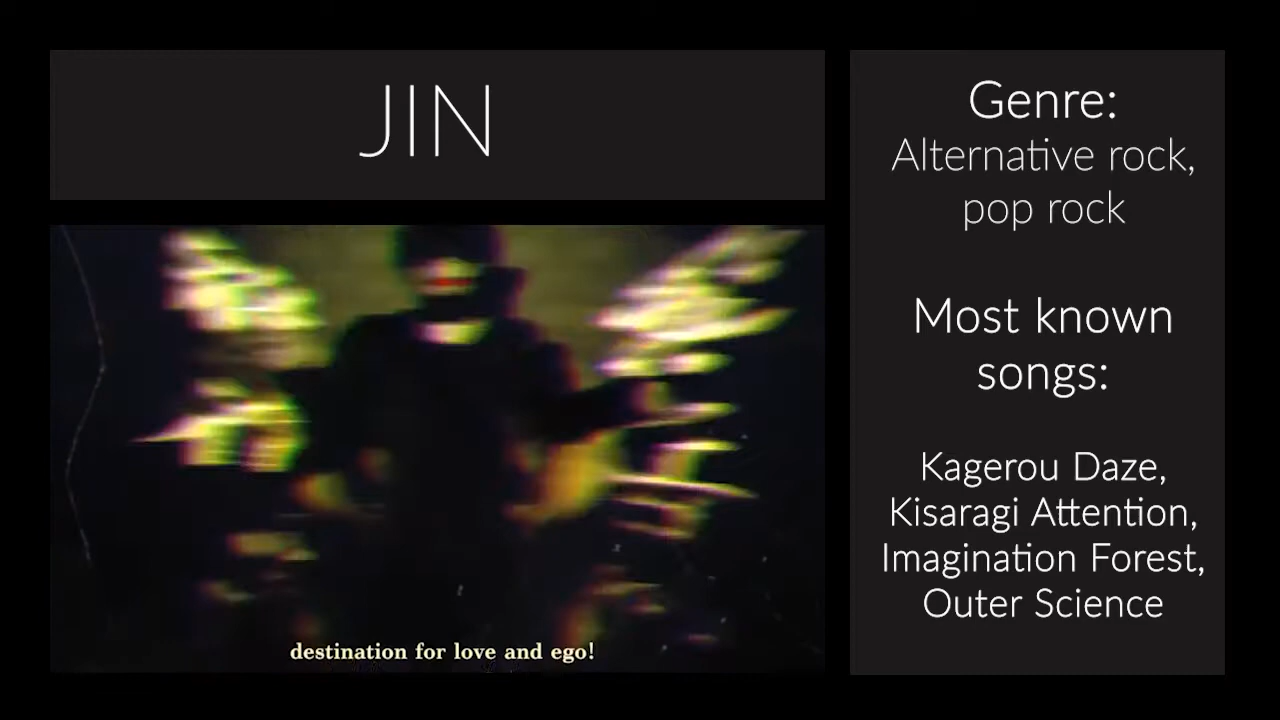 JIN
destination for love and ego!
Genre:
Alternative rock,
pop rock
Most known
songs:
Kagerou Daze,
Kisaragi Attention,
Imagination Forest,
Outer Science